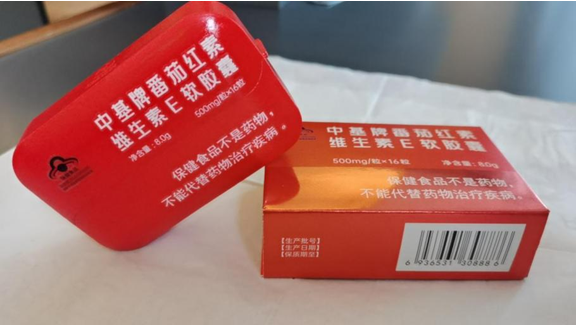 中基牌番茄红素
维生素E软胶囊
500mg/粒×16粒
净含量:8.0g
保健食品不是药物,
不能代替药物治疗疾病。
中基牌番茄红素
维生素E软胶囊
500mg/粒×16粒
净含量:8.0g
保健食品不是药物,
不能代替药物治疗疾病。
【生产批号】
【生产日期】
【保质期至】
6 936531 308886